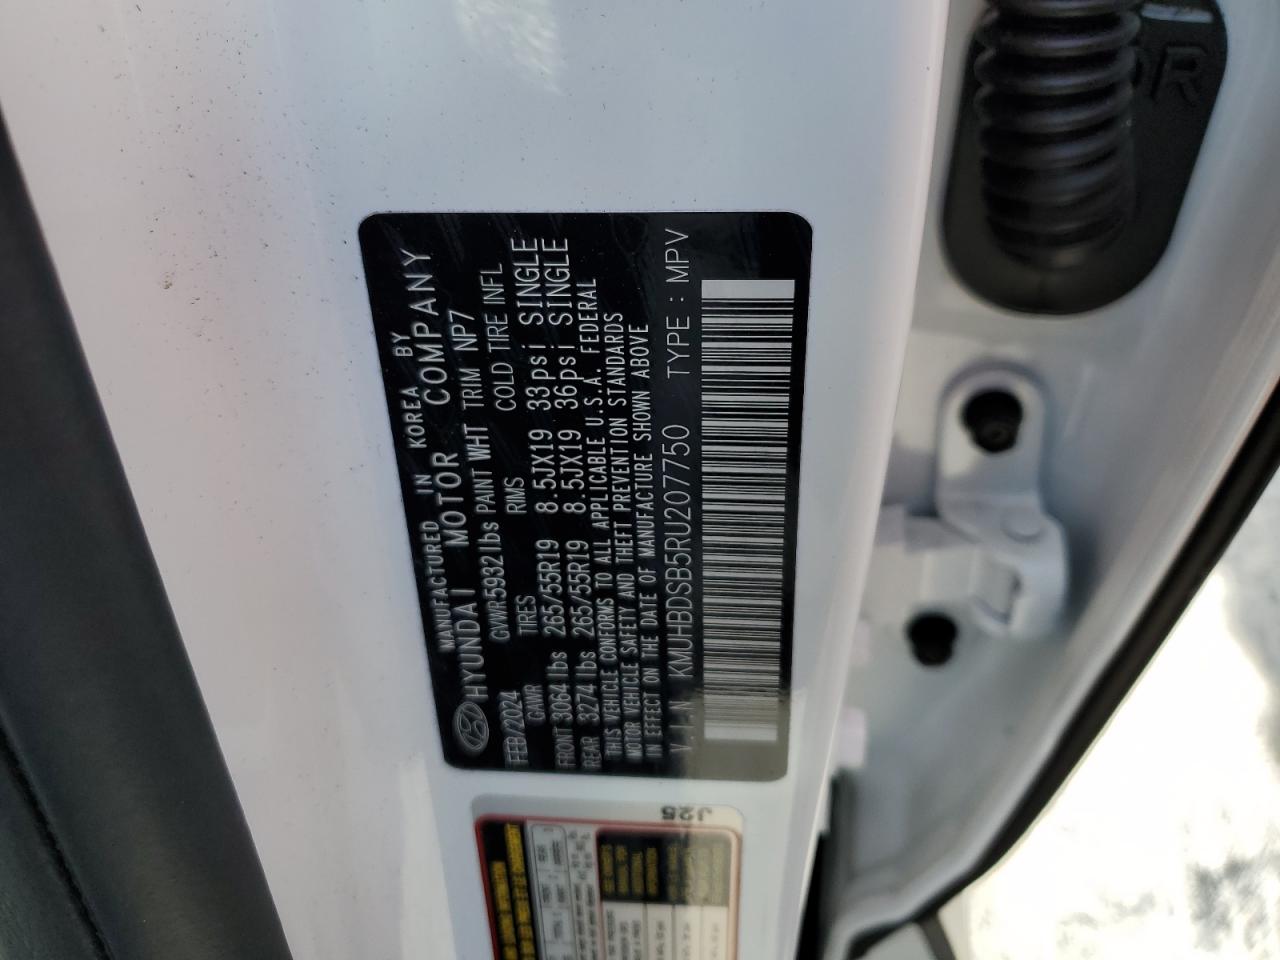 MANUFACTURED IN KOREA BY
HYUNDAI MOTOR COMPANY
GVWR5932lbs PAINT WHT TRIM NP7
FEB/2024
GAWR TIRES RIMS COLD TIRE INFL
FRONT 3064lbs 265/55R19 8.5JX19 33psi SINGLE
REAR 3274lbs 265/55R19 8.5JX19 36psi SINGLE
THIS VEHICLE CONFORMS TO ALL APPLICABLE U.S.A. FEDERAL
MOTOR VEHICLE SAFETY AND THEFT PREVENTION STANDARDS
IN EFFECT ON THE DATE OF MANUFACTURE SHOWN ABOVE
V.I.N KMUHBDSB5RU207750 TYPE : MPV
J25